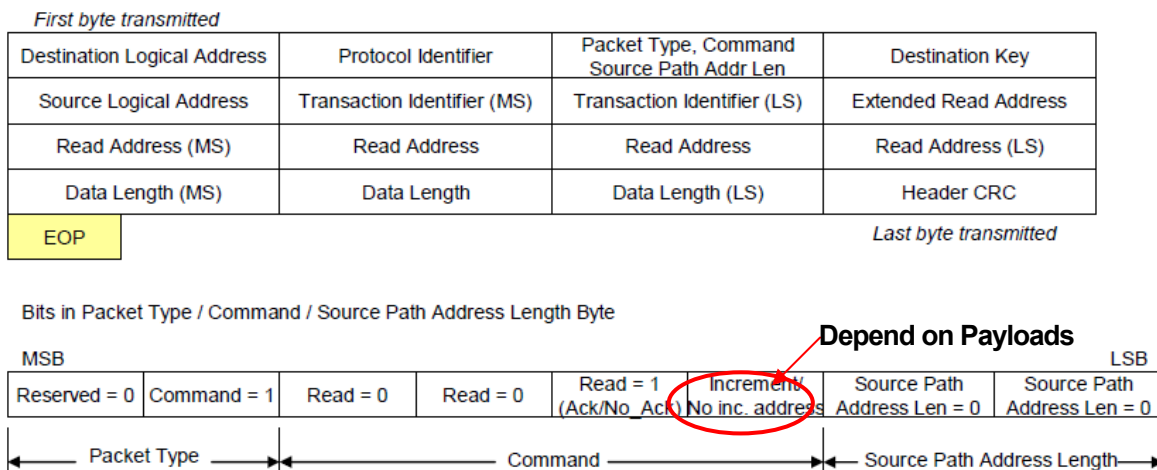 First byte transmitted
Destination Logical Address
Protocol Identifier
Packet Type, Command
Source Path Addr Len
Destination Key
Source Logical Address
Transaction Identifier (MS)
Transaction Identifier (LS)
Extended Read Address
Read Address (MS)
Read Address
Read Address
Read Address (LS)
Data Length (MS)
Data Length
Data Length (LS)
Header CRC
EOP
Last byte transmitted
Bits in Packet Type / Command / Source Path Address Length Byte
Depend on Payloads
MSB
LSB
Reserved = 0
Command = 1
Read = 0
Read = 0
Read = 1
(Ack/No_Ack)
Increment/
No inc. address
Source Path
Address Len = 0
Source Path
Address Len = 0
Packet Type
Command
Source Path Address Length